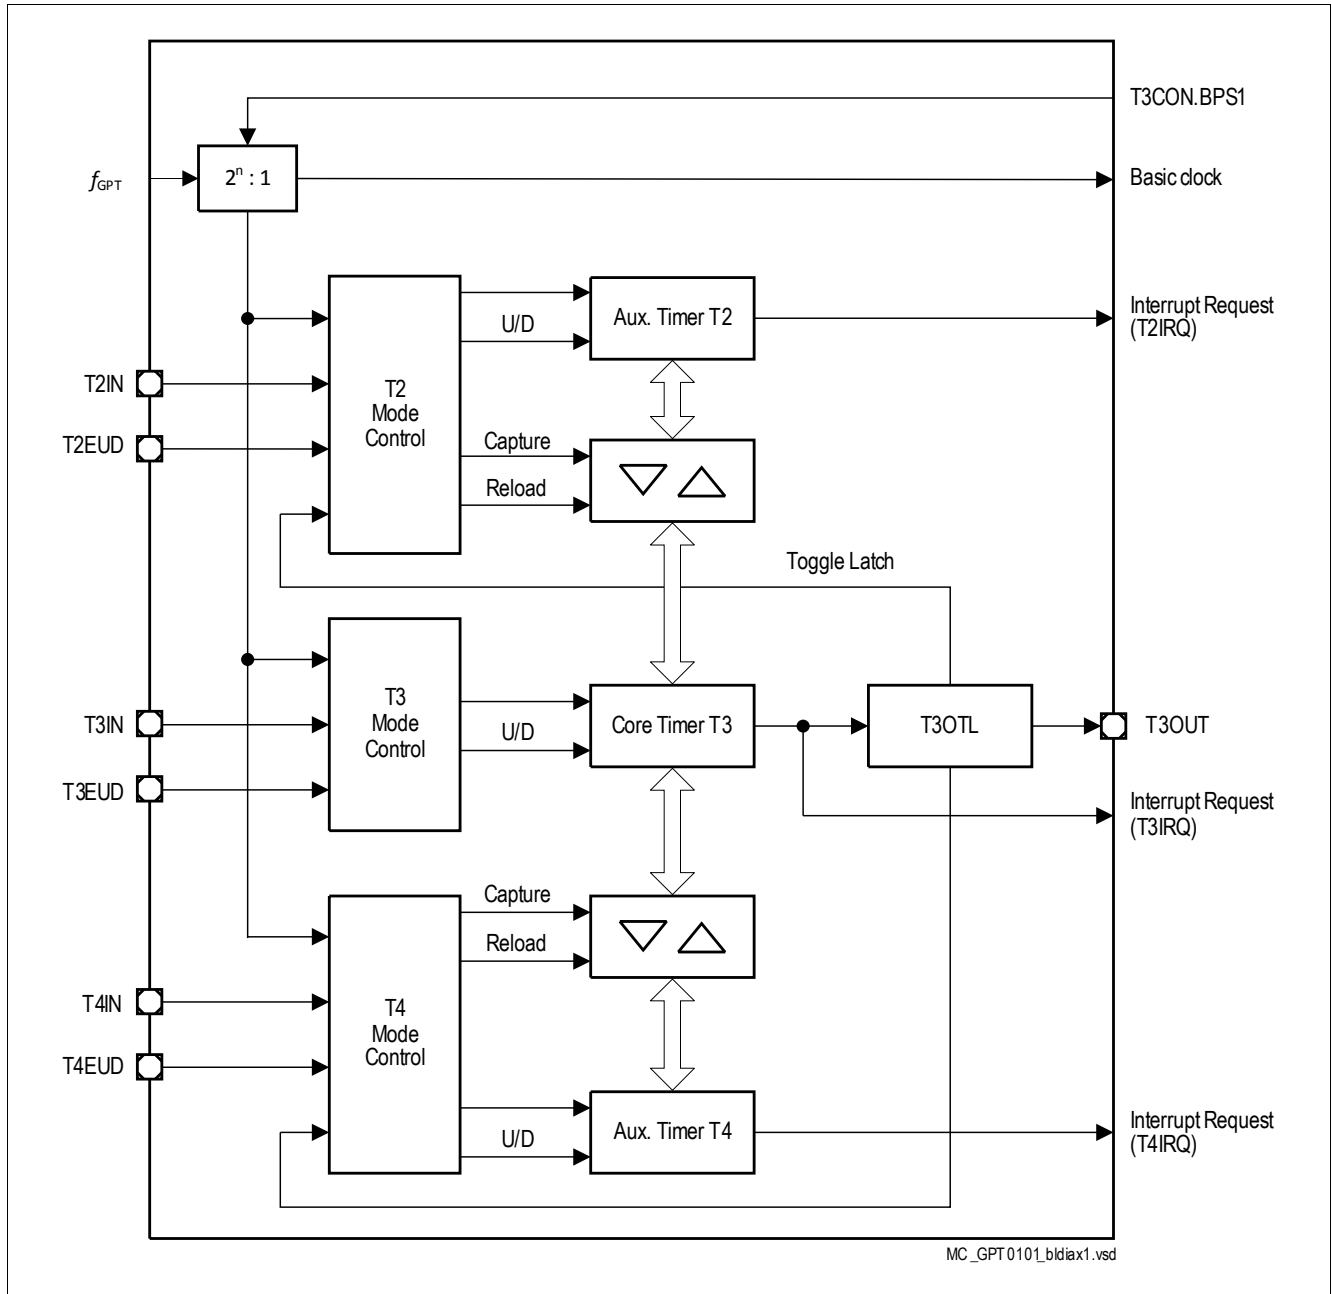 T3CON.BPS1
fGPT
2ⁿ : 1
Basic clock
U/D
Aux. Timer T2
Interrupt Request
(T2IRQ)
T2IN
T2
Mode
Control
T2EUD
Capture
Reload
Toggle Latch
T3IN
T3
Mode
Control
U/D
Core Timer T3
T3OTL
T3OUT
T3EUD
Interrupt Request
(T3IRQ)
Capture
Reload
T4IN
T4
Mode
Control
T4EUD
U/D
Aux. Timer T4
Interrupt Request
(T4IRQ)
MC_GPT0101_bldiax1.vsd